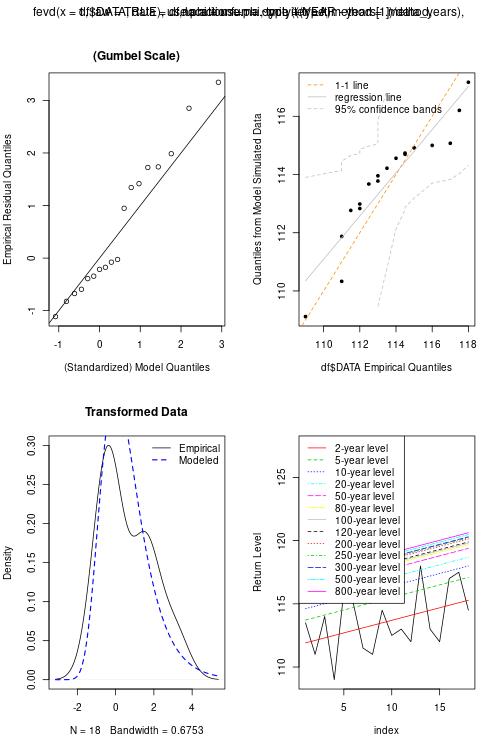 fevd(x = df$DATA
(Gumbel Scale)
Empirical Residual Quantiles
3
2
1
0
-1
-1 0 1 2 3
(Standardized) Model Quantiles
1-1 line
regression line
95% confidence bands
Quantiles from Model Simulated Data
116
114
112
110
110 112 114 116 118
df$DATA Empirical Quantiles
Transformed Data
Empirical
Modeled
Density
0.30
0.25
0.20
0.15
0.10
0.05
0.00
-2 0 2 4
N = 18 Bandwidth = 0.6753
2-year level
5-year level
10-year level
20-year level
50-year level
80-year level
100-year level
120-year level
200-year level
250-year level
300-year level
500-year level
800-year level
Return Level
125
120
115
110
5 10 15
index